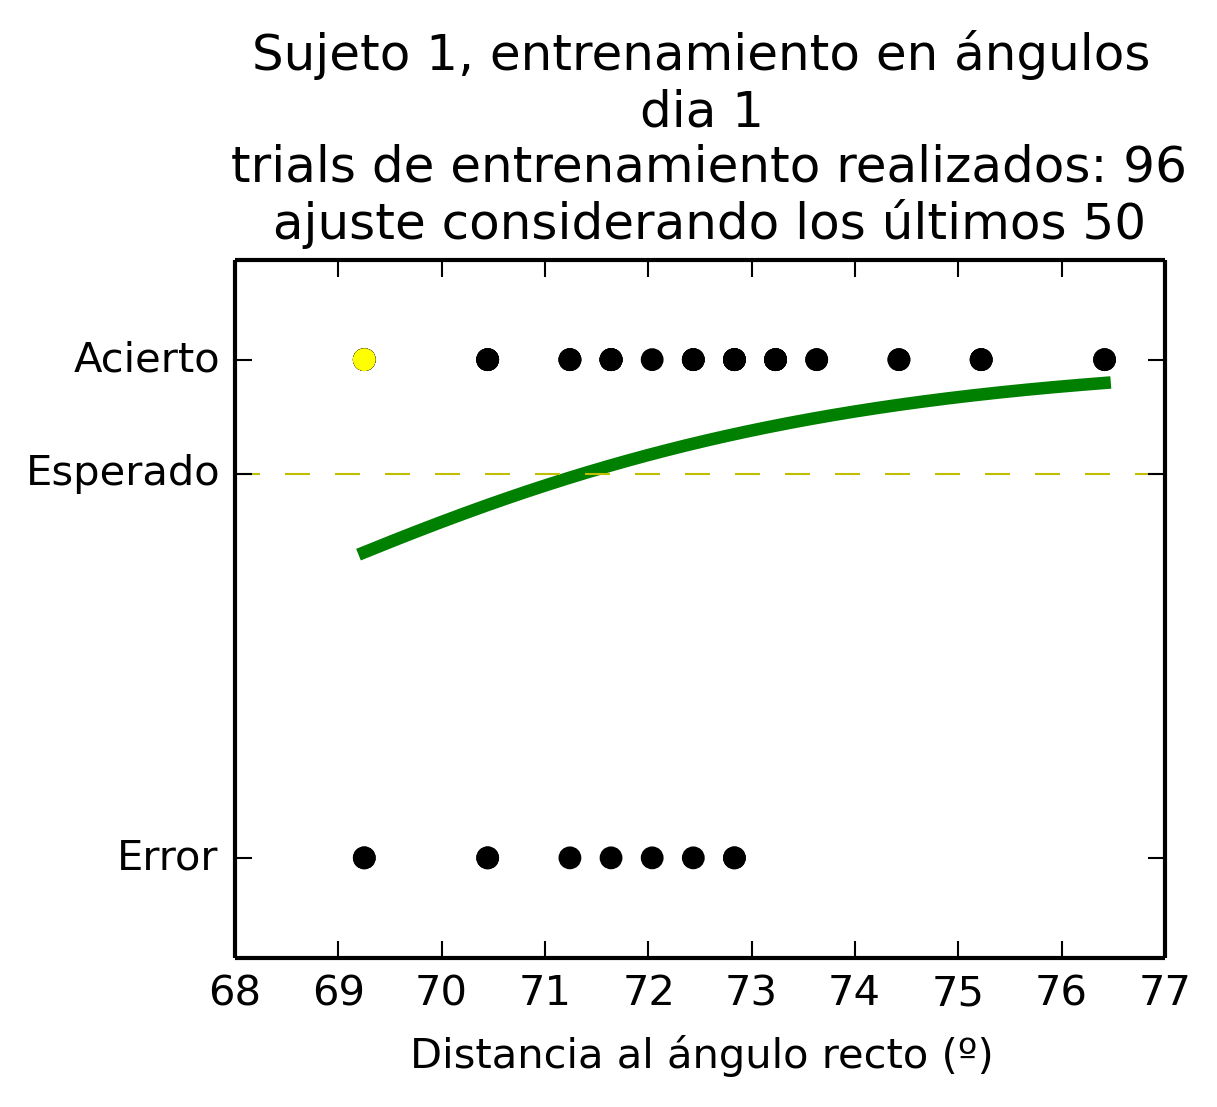 Sujeto 1, entrenamiento en ángulos
dia 1
trials de entrenamiento realizados: 96
ajuste considerando los últimos 50
Acierto
Esperado
Error
68 69 70 71 72 73 74 75 76 77
Distancia al ángulo recto (º)